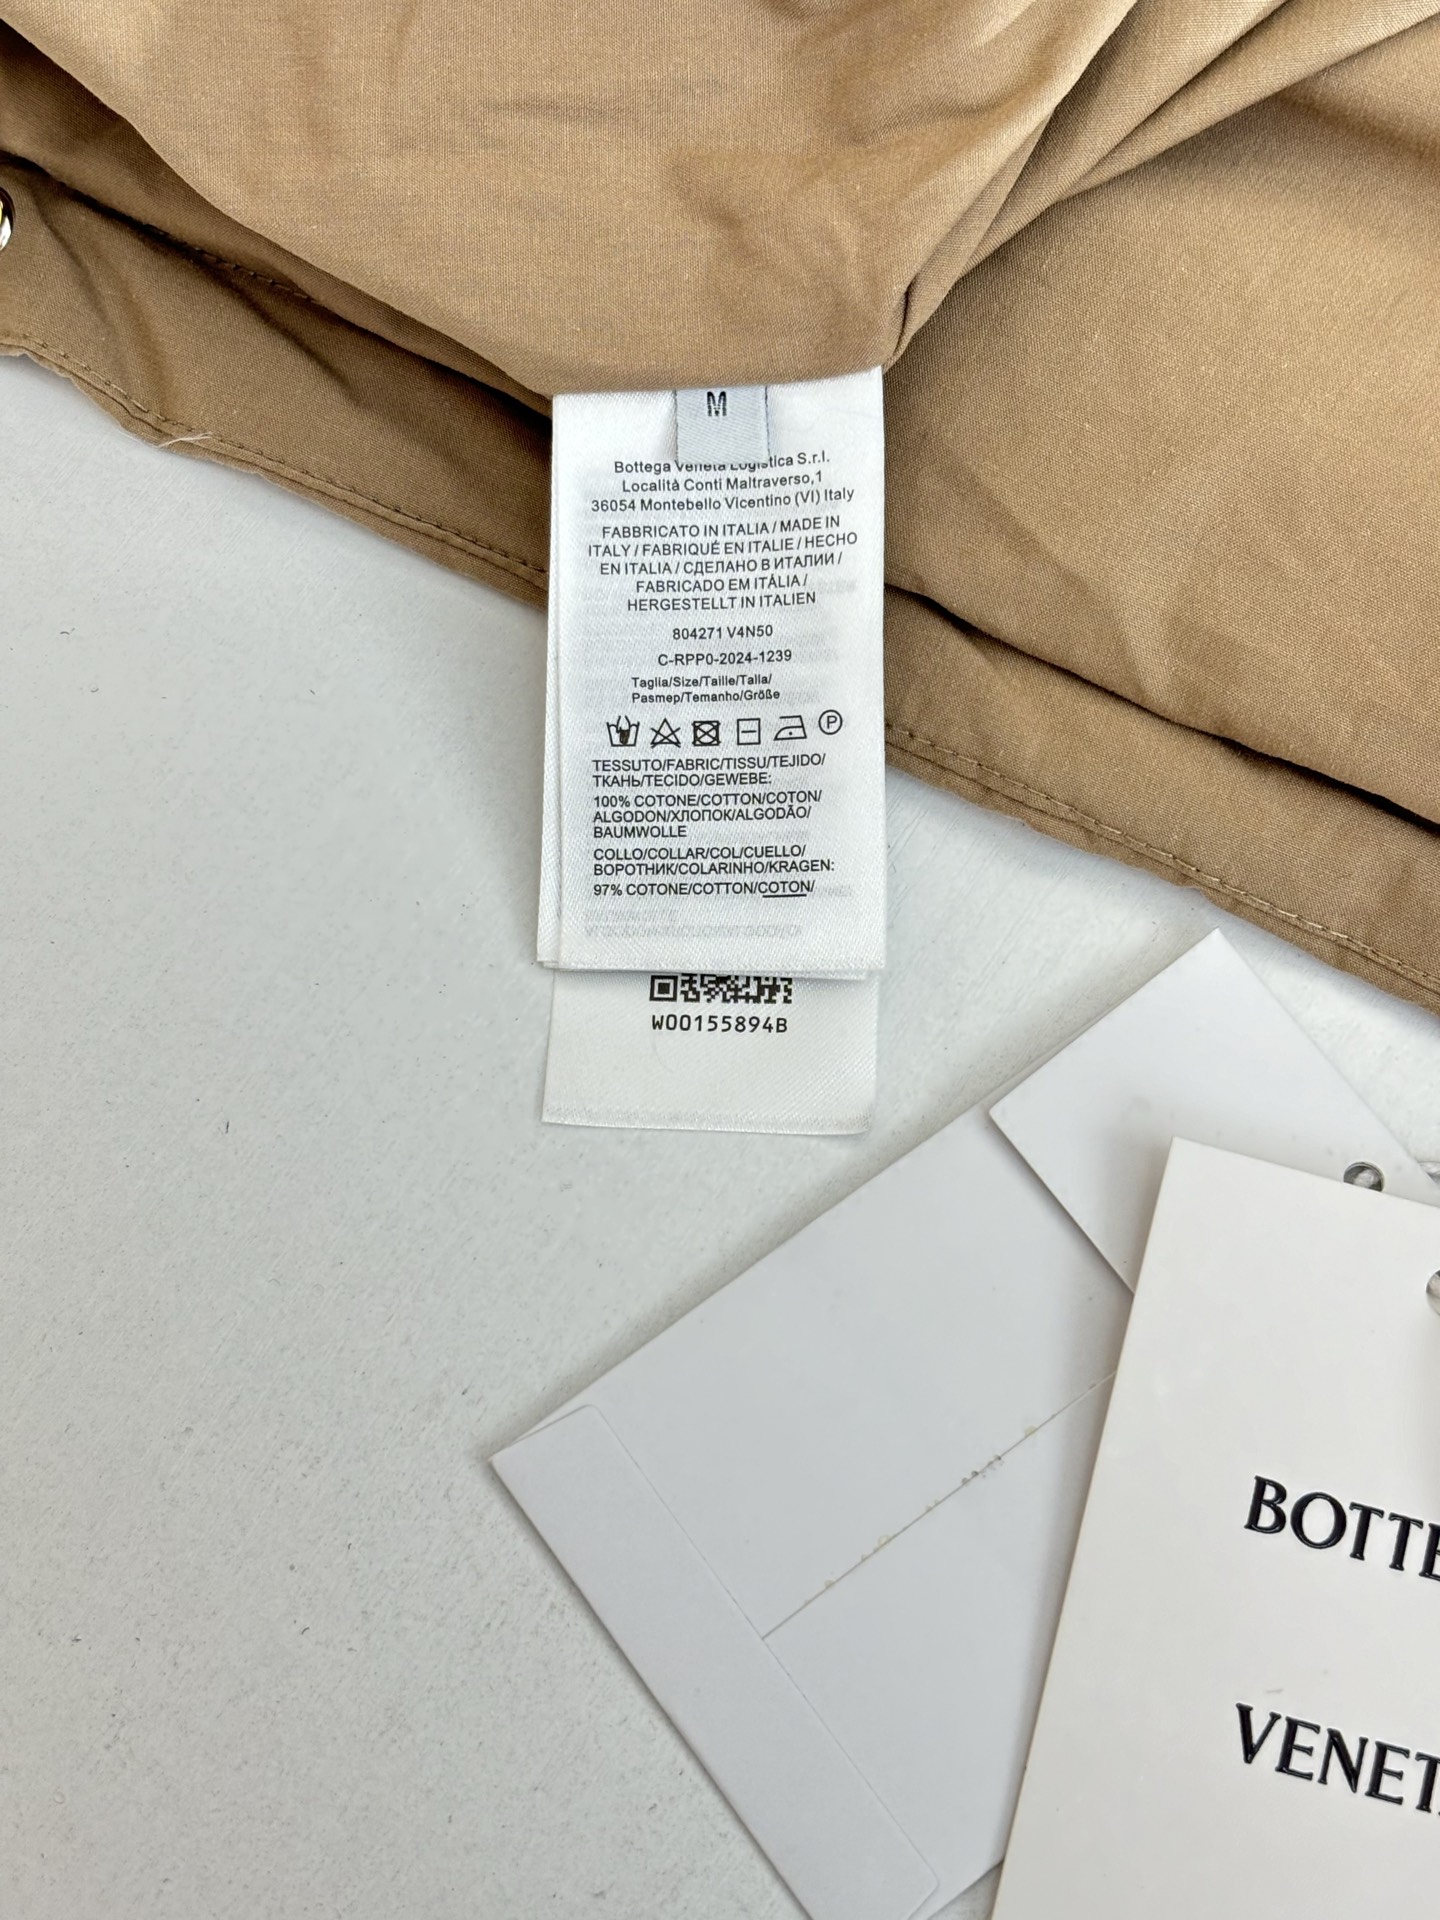 M
Bottega Veneta Logistica S.r.l.
Località Conti Maltraverso,1
36054 Montebello Vicentino (VI) Italy
FABBRICATO IN ITALIA / MADE IN
ITALY / FABRIQUÉ EN ITALIE / HECHO
EN ITALIA / СДЕЛАНО В ИТАЛИИ /
FABRICADO EM ITÁLIA /
HERGESTELLT IN ITALIEN
804271 V4N50
C-RPP0-2024-1239
Taglia/Size/Taille/Talla/
Pasmep/Temanho/Größe
P
TESSUTO/FABRIC/TISSU/TEJIDO/
ТКАНЬ/TECIDO/GEWEBE:
100% COTONE/COTTON/COTON/
ALGODON/ХЛОПОК/ALGODÃO/
BAUMWOLLE
COLLO/COLLAR/COL/CUELLO/
ВОРОТНИК/COLARINHO/KRAGEN:
97% COTONE/COTTON/COTON/
W00155894B
BOTTE
VENET